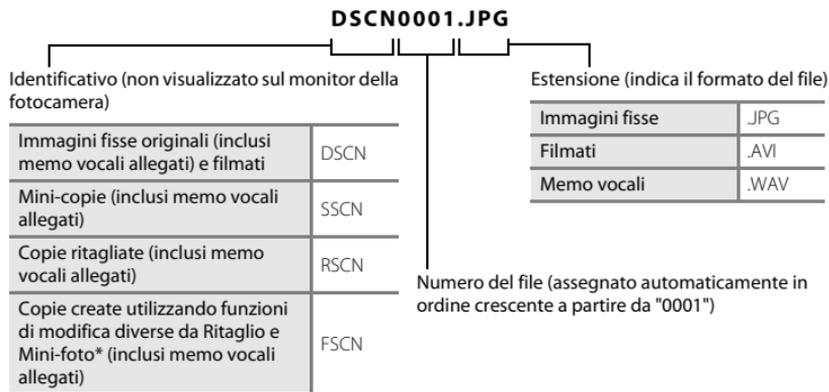 DSCN0001.JPG
Identificativo (non visualizzato sul monitor della
fotocamera)
Immagini fisse originali (inclusi
memo vocali allegati) e filmati
DSCN
Mini-copie (inclusi memo vocali
allegati)
SSCN
Copie ritagliate (inclusi memo
vocali allegati)
RSCN
Copie create utilizzando funzioni
di modifica diverse da Ritaglio e
Mini-foto* (inclusi memo vocali
allegati)
FSCN
Estensione (indica il formato del file)
Immagini fisse .JPG
Filmati .AVI
Memo vocali .WAV
Numero del file (assegnato automaticamente in
ordine crescente a partire da "0001")